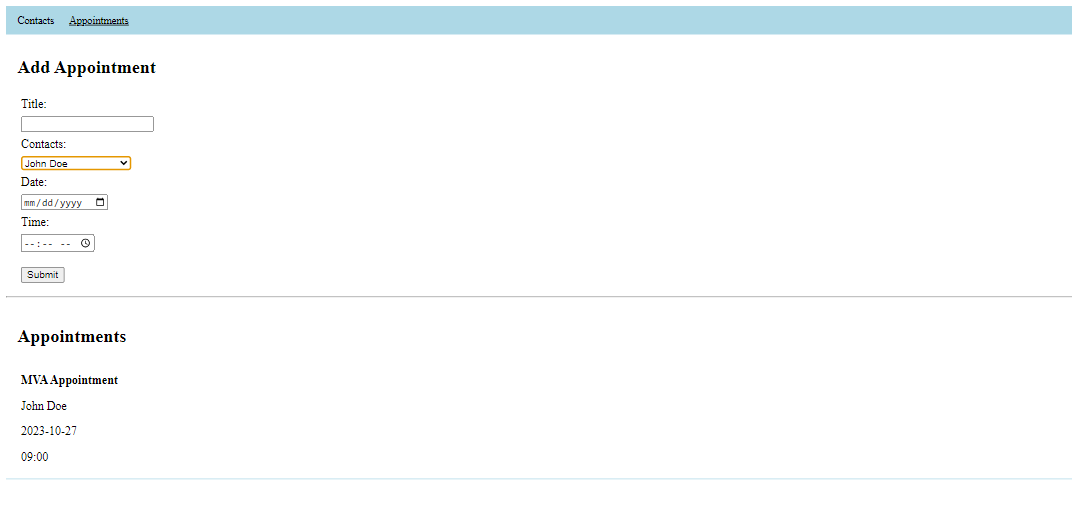 Contacts Appointments
Add Appointment
Title:
Contacts:
John Doe
Date:
mm/dd/yyyy
Time:
--:-- --
Submit
Appointments
MVA Appointment
John Doe
2023-10-27
09:00